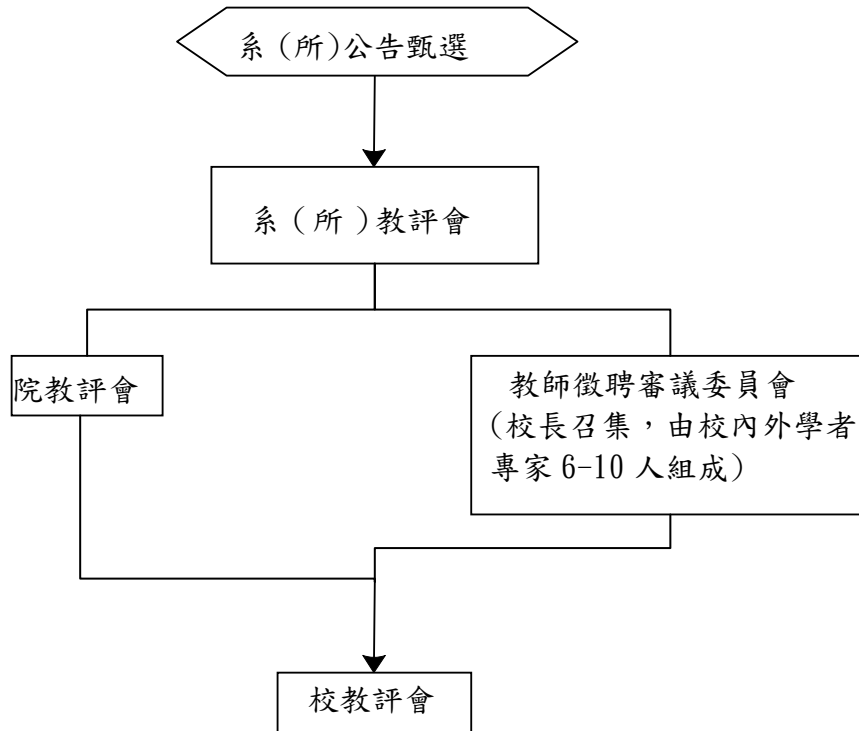 系(所)公告甄選
系(所)教評會
院教評會
教師徵聘審議委員會
(校長召集，由校內外學者
專家 6-10 人組成)
校教評會